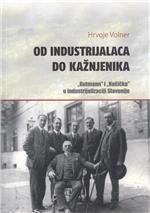 Hrvoje Volner
OD INDUSTRIJALACA
DO KAŽNJENIKA
„Gutmann" i „Našička"
u industrijalizaciji Slavonije